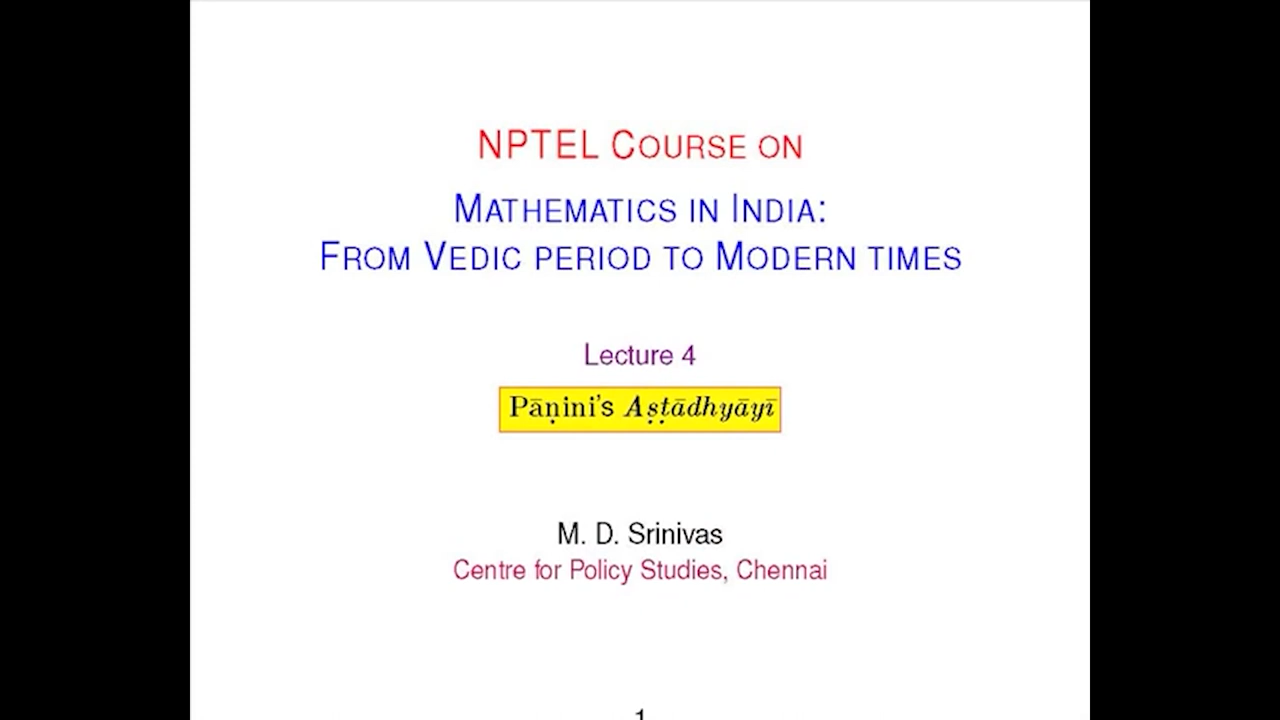 NPTEL COURSE ON
MATHEMATICS IN INDIA:
FROM VEDIC PERIOD TO MODERN TIMES
Lecture 4
Pāṇini's Aṣṭādhyāyī
M. D. Srinivas
Centre for Policy Studies, Chennai
1